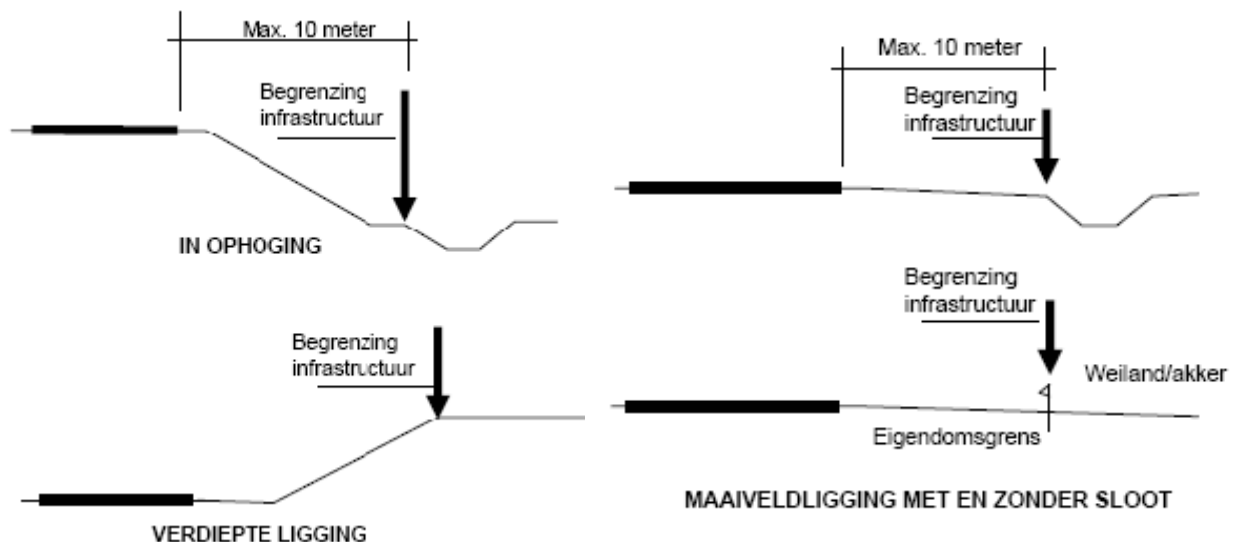 Max. 10 meter
Begrenzing
infrastructuur
IN OPHOGING
Begrenzing
infrastructuur
VERDIEPTE LIGGING
Max. 10 meter
Begrenzing
infrastructuur
Begrenzing
infrastructuur
Weiland/akker
Eigendomsgrens
MAAIVELDLIGGING MET EN ZONDER SLOOT